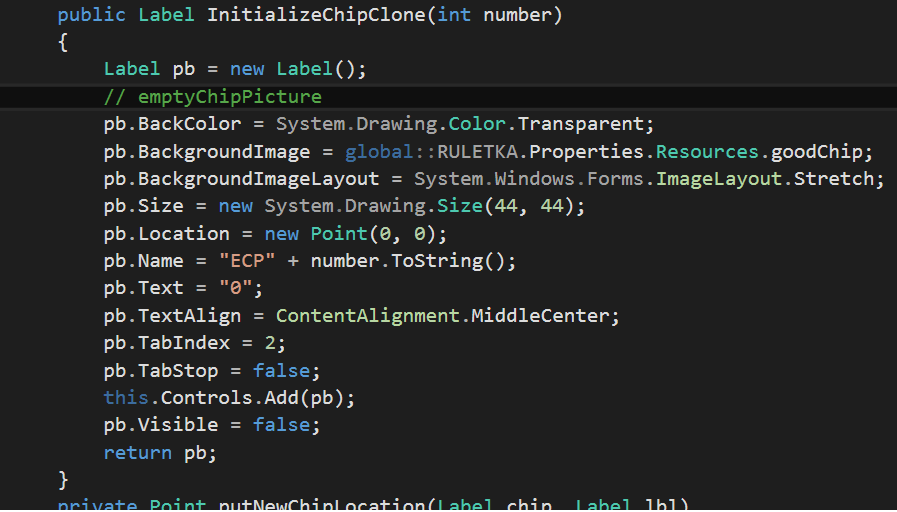 public Label InitializeChipClone(int number)
{
Label pb = new Label();
// emptyChipPicture
pb.BackColor = System.Drawing.Color.Transparent;
pb.BackgroundImage = global::RULETKA.Properties.Resources.goodChip;
pb.BackgroundImageLayout = System.Windows.Forms.ImageLayout.Stretch;
pb.Size = new System.Drawing.Size(44, 44);
pb.Location = new Point(0, 0);
pb.Name = "ECP" + number.ToString();
pb.Text = "0";
pb.TextAlign = ContentAlignment.MiddleCenter;
pb.TabIndex = 2;
pb.TabStop = false;
this.Controls.Add(pb);
pb.Visible = false;
return pb;
}
private Point putNewChipLocation(Label chip, Label lbl)